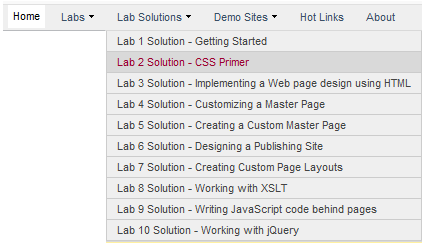 Home Labs Lab Solutions Demo Sites Hot Links About
Lab 1 Solution - Getting Started
Lab 2 Solution - CSS Primer
Lab 3 Solution - Implementing a Web page design using HTML
Lab 4 Solution - Customizing a Master Page
Lab 5 Solution - Creating a Custom Master Page
Lab 6 Solution - Designing a Publishing Site
Lab 7 Solution - Creating Custom Page Layouts
Lab 8 Solution - Working with XSLT
Lab 9 Solution - Writing JavaScript code behind pages
Lab 10 Solution - Working with jQuery